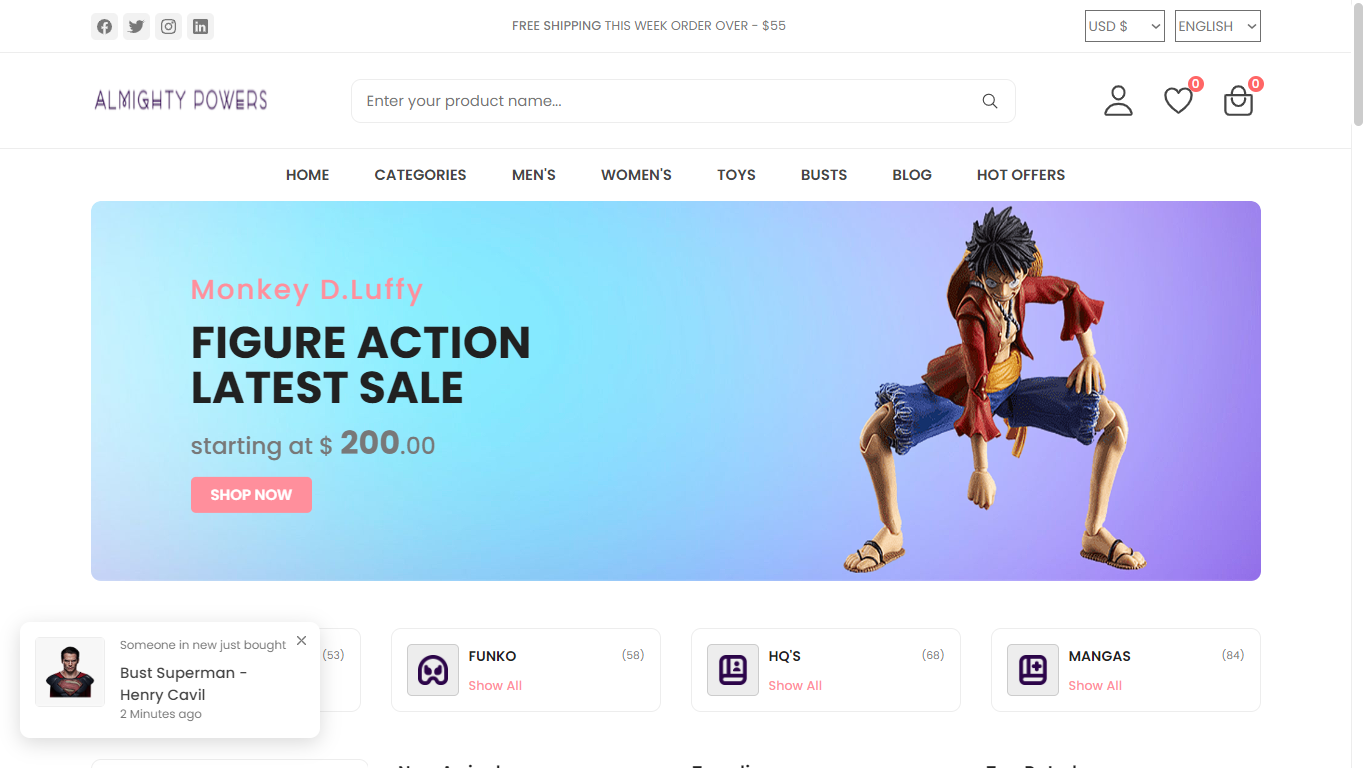 FREE SHIPPING THIS WEEK ORDER OVER - $55
USD $
ENGLISH
ALMIGHTY POWERS
Enter your product name...
0
0
HOME
CATEGORIES
MEN'S
WOMEN'S
TOYS
BUSTS
BLOG
HOT OFFERS
Monkey D.Luffy
FIGURE ACTION
LATEST SALE
starting at $ 200.00
SHOP NOW
Someone in new just bought
Bust Superman -
Henry Cavil
2 Minutes ago
(53)
FUNKO
(58)
Show All
HQ'S
(68)
Show All
MANGAS
(84)
Show All